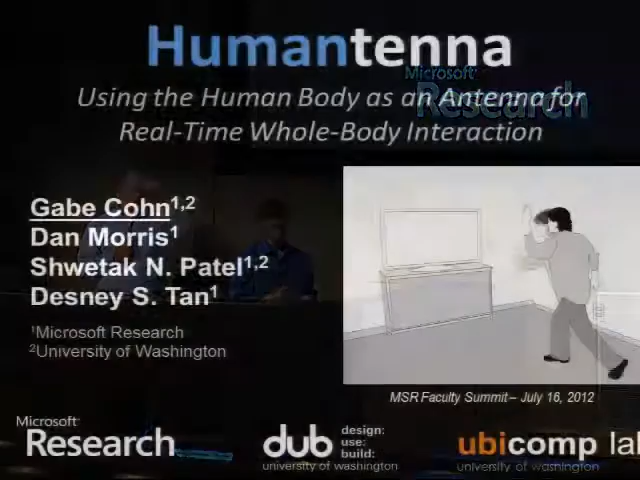 Humantenna
Microsoft®
Research
Using the Human Body as an Antenna for
Real-Time Whole-Body Interaction
Gabe Cohn1,2
Dan Morris1
Shwetak N. Patel1,2
Desney S. Tan1
1Microsoft Research
2University of Washington
MSR Faculty Summit – July 16, 2012
Microsoft®
Research
dub
design:
use:
build:
university of washington
ubicomp lab
university of washington